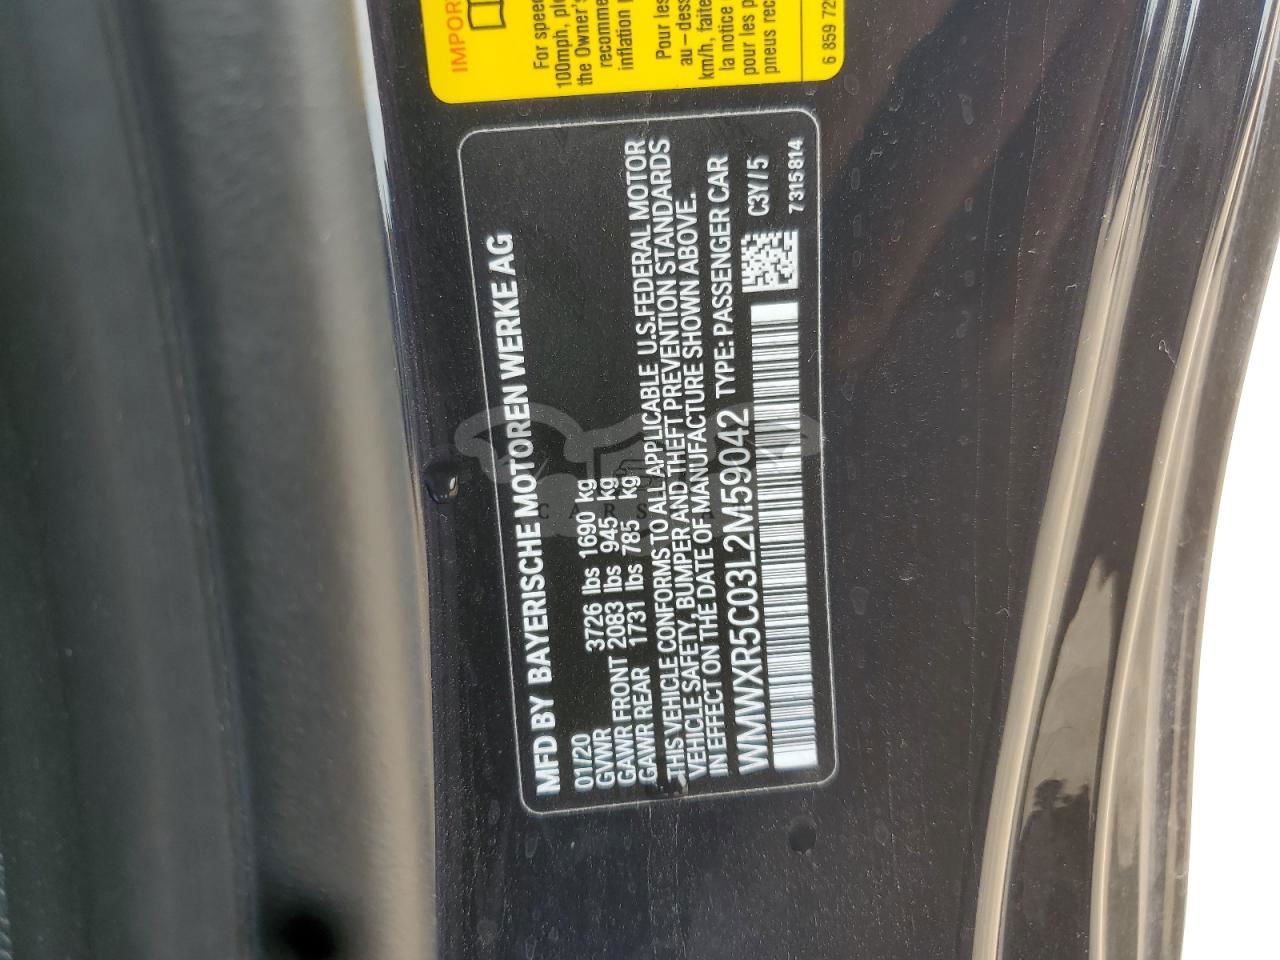 MFD BY BAYERISCHE MOTOREN WERKE AG
01/20
GVWR 3726 lbs 1690 kg
GAWR FRONT 2083 lbs 945 kg
GAWR REAR 1731 lbs 785 kg
THIS VEHICLE CONFORMS TO ALL APPLICABLE U.S.FEDERAL MOTOR
VEHICLE SAFETY, BUMPER AND THEFT PREVENTION STANDARDS
IN EFFECT ON THE DATE OF MANUFACTURE SHOWN ABOVE.
WMWXR5C03L2M59042 TYPE: PASSENGER CAR
C3Y/5
7315814
IMPOR
For spee
100mph, ple
the Owner's
recomme
inflation
Pour les
au-dess
km/h, faite
la notice
pour les p
pneus rec
6 859 72